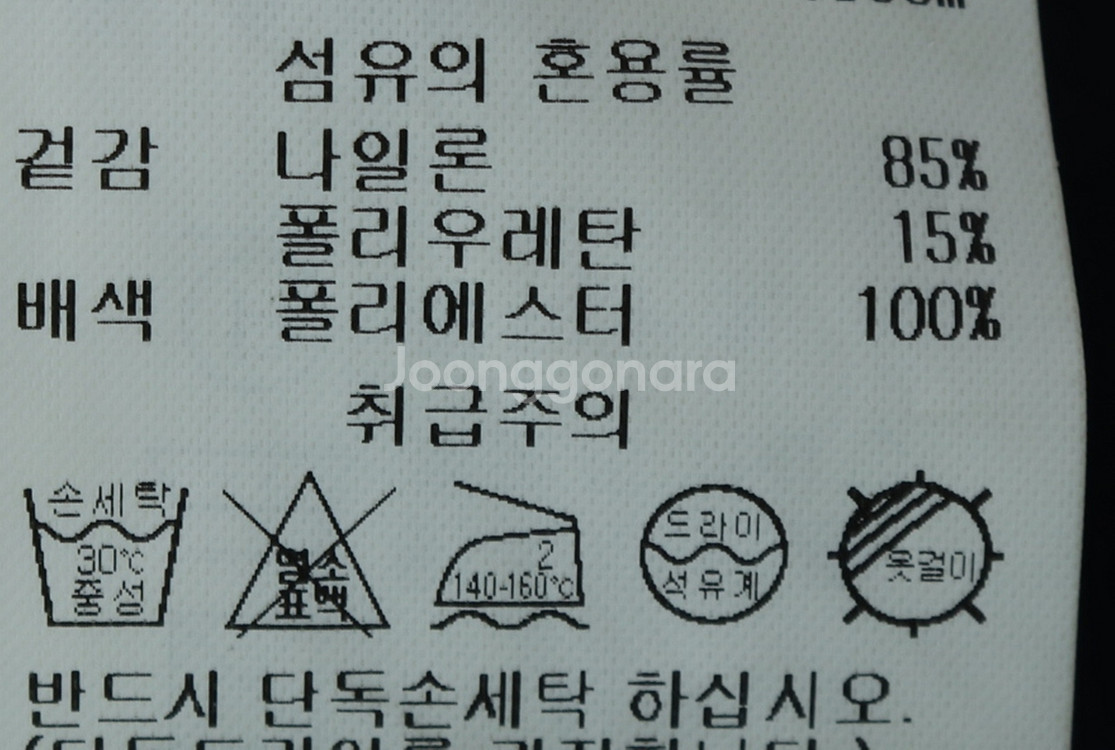 섬유의 혼용률
겉감 나일론 85%
폴리우레탄 15%
배색 폴리에스터 100%
Joonggonara
취급주의
손세탁
30℃
중성
염소
표백
2
140-160℃
드라이
석유계
옷걸이
반드시 단독손세탁 하십시오.